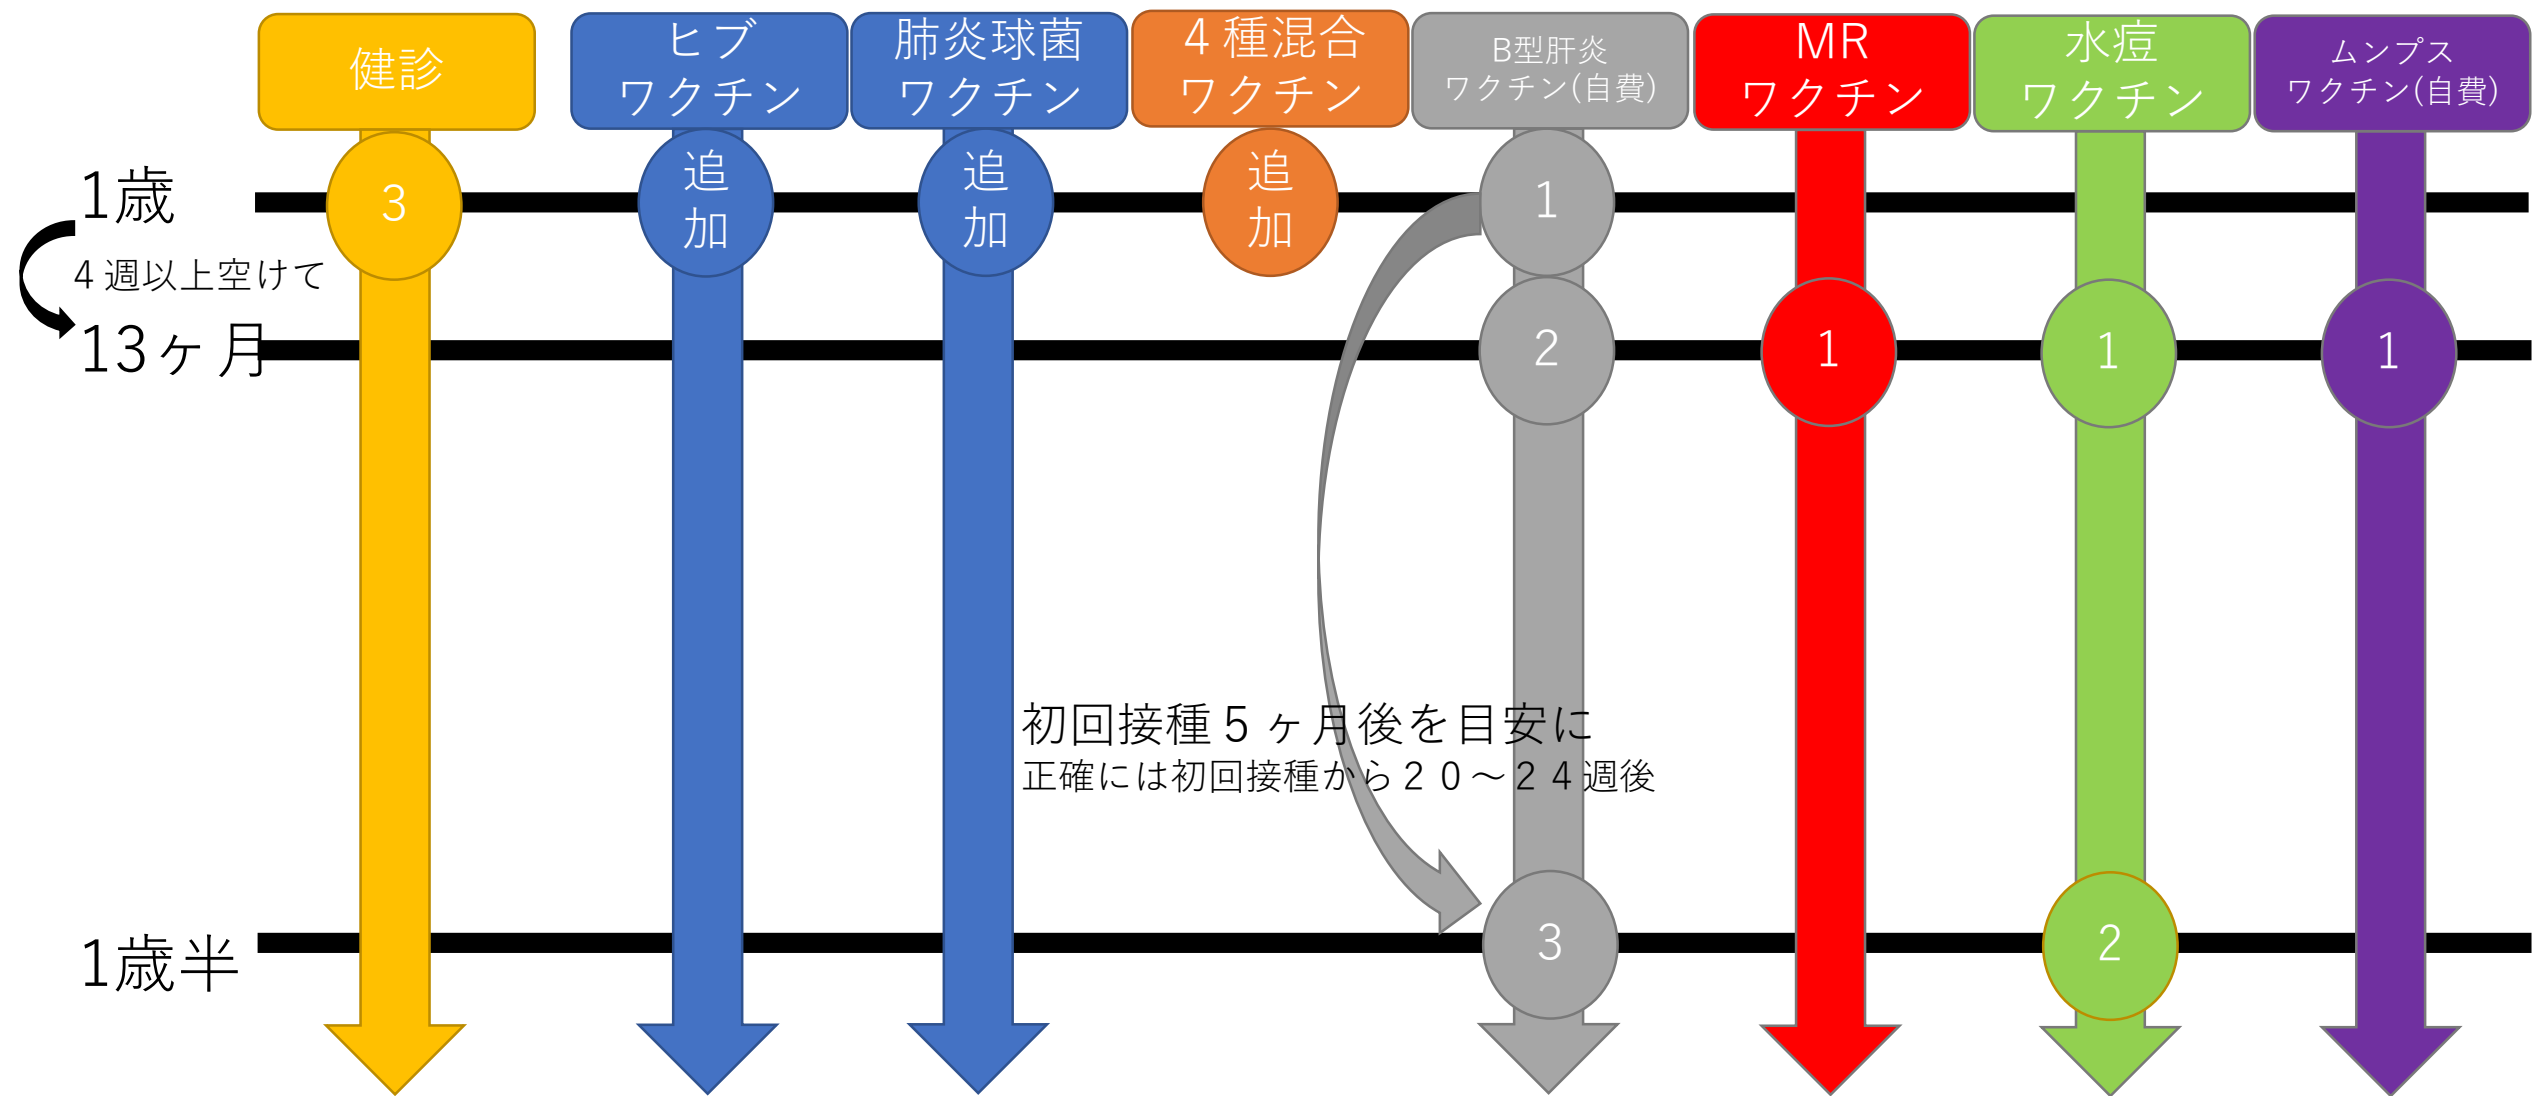 健診
ヒブ
ワクチン
肺炎球菌
ワクチン
４種混合
ワクチン
B型肝炎
ワクチン(自費)
MR
ワクチン
水痘
ワクチン
ムンプス
ワクチン(自費)
1歳
3
追
加
追
加
追
加
1
４週以上空けて
13ヶ月
2
1
1
1
初回接種５ヶ月後を目安に
正確には初回接種から２０～２４週後
1歳半
3
2